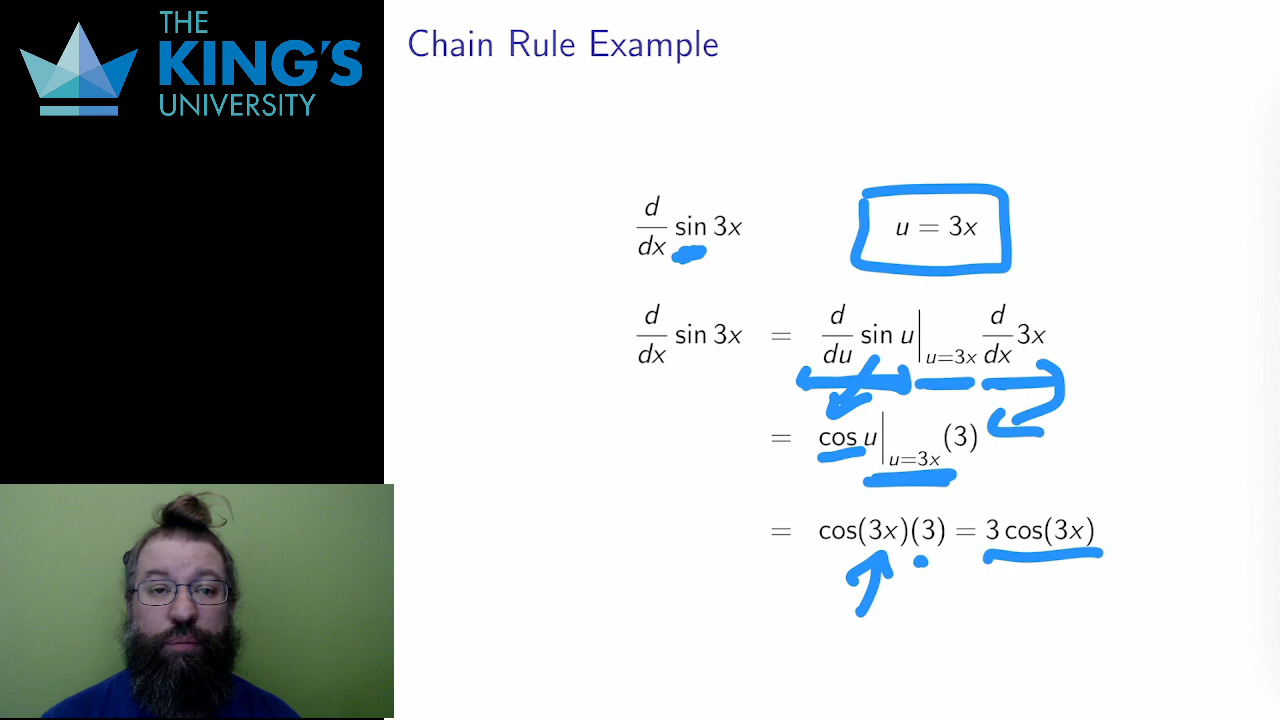 THE
KING'S
UNIVERSITY
Chain Rule Example
d/dx sin 3x    u = 3x
d/dx sin 3x = d/du sin u|u=3x d/dx 3x
= cos u|u=3x (3)
= cos(3x)(3) = 3 cos(3x)